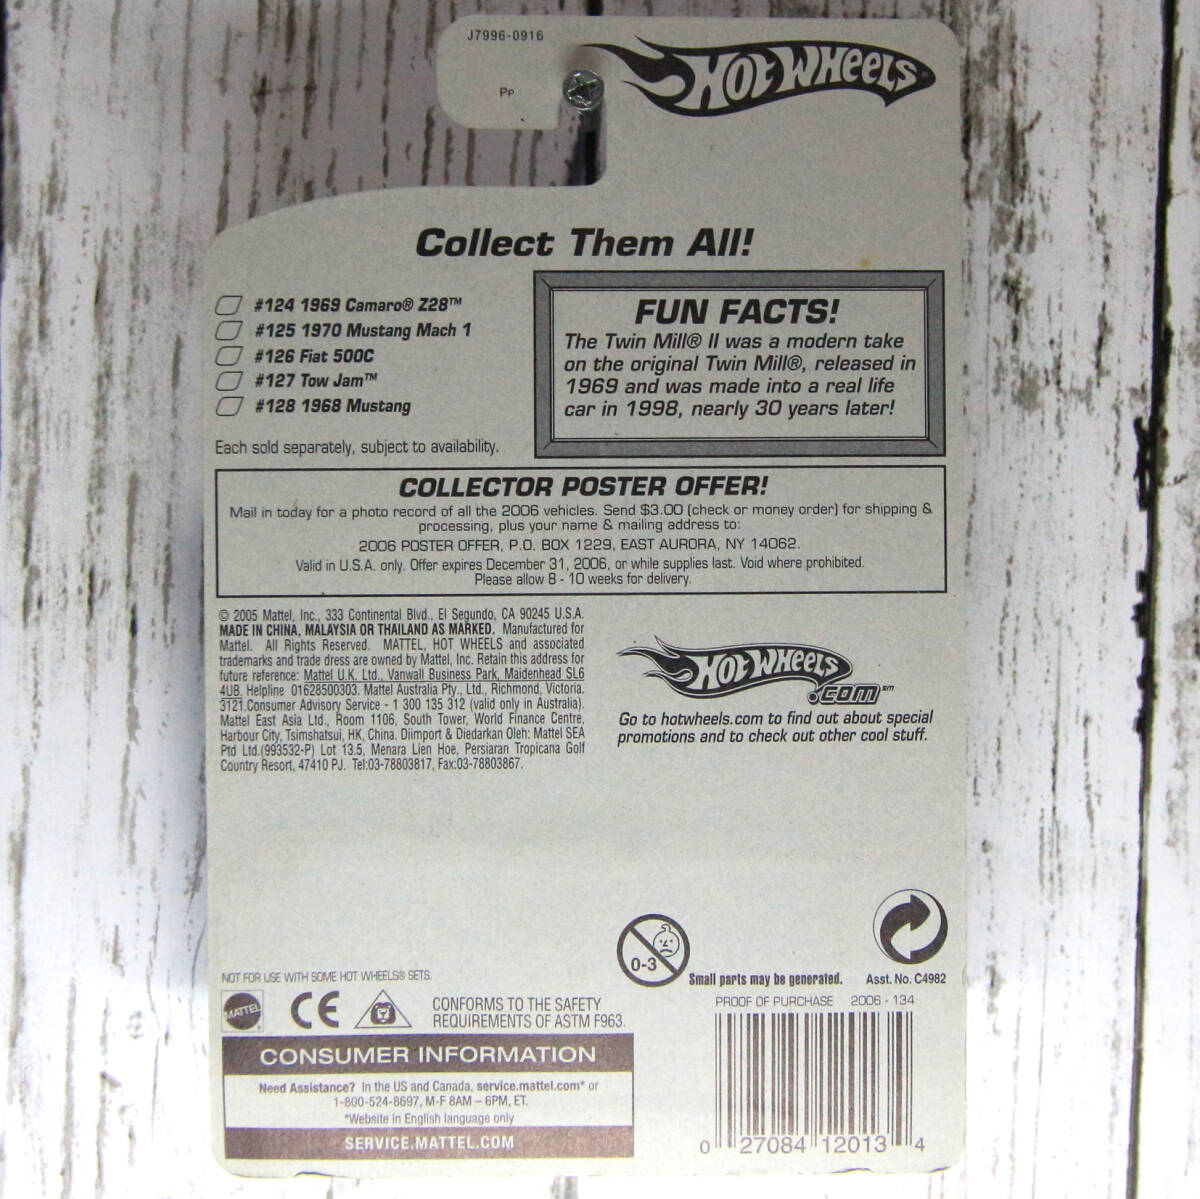 J7996-0916
Pp
HOT WHEELS®
Collect Them All!
#124 1969 Camaro® Z28™
#125 1970 Mustang Mach 1
#126 Fiat 500C
#127 Tow Jam™
#128 1968 Mustang
Each sold separately, subject to availability.
FUN FACTS!
The Twin Mill® II was a modern take
on the original Twin Mill®, released in
1969 and was made into a real life
car in 1998, nearly 30 years later!
COLLECTOR POSTER OFFER!
Mail in today for a photo record of all the 2006 vehicles. Send $3.00 (check or money order) for shipping &
processing, plus your name & mailing address to:
2006 POSTER OFFER, P.O. BOX 1229, EAST AURORA, NY 14062.
Valid in U.S.A. only. Offer expires December 31, 2006, or while supplies last. Void where prohibited.
Please allow 8 - 10 weeks for delivery.
© 2005 Mattel, Inc., 333 Continental Blvd., El Segundo, CA 90245 U.S.A.
MADE IN CHINA, MALAYSIA OR THAILAND AS MARKED. Manufactured for
Mattel. All Rights Reserved. MATTEL, HOT WHEELS and associated
trademarks and trade dress are owned by Mattel, Inc. Retain this address for
future reference: Mattel U.K. Ltd., Vanwall Business Park, Maidenhead SL6
4UB. Helpline 01628500303. Mattel Australia Pty., Ltd., Richmond, Victoria.
3121.Consumer Advisory Service - 1 300 135 312 (valid only in Australia).
Mattel East Asia Ltd., Room 1106, South Tower, World Finance Centre,
Harbour City, Tsimshatsui, HK, China. Diimport & Diedarkan Oleh: Mattel SEA
Ptd Ltd.(993532-P) Lot 13.5, Menara Lien Hoe, Persiaran Tropicana Golf
Country Resort, 47410 PJ. Tel:03-78803817, Fax:03-78803867.
HOT WHEELS
.COM℠
Go to hotwheels.com to find out about special
promotions and to check out other cool stuff.
0-3
Small parts may be generated.
Asst. No. C4982
NOT FOR USE WITH SOME HOT WHEELS® SETS.
MATTEL®
CE
CONFORMS TO THE SAFETY
REQUIREMENTS OF ASTM F963.
CONSUMER INFORMATION
Need Assistance? In the US and Canada, service.mattel.com* or
1-800-524-8697, M-F 8AM – 6PM, ET.
*Website in English language only
SERVICE.MATTEL.COM
PROOF OF PURCHASE 2006 - 134
0 27084 12013 4